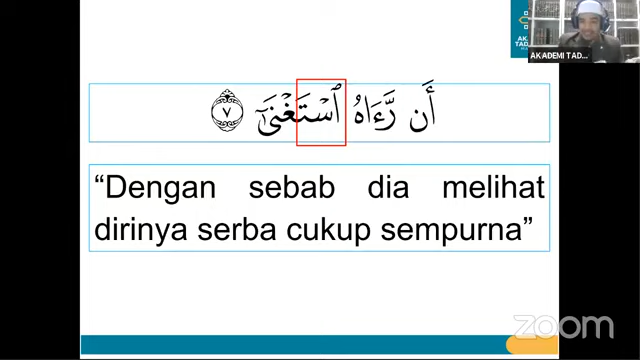 AKADEMI TAD...
أَن رَّءَاهُ ٱسْتَغْنَىٰٓ ٧
“Dengan sebab dia melihat
dirinya serba cukup sempurna”
zoom